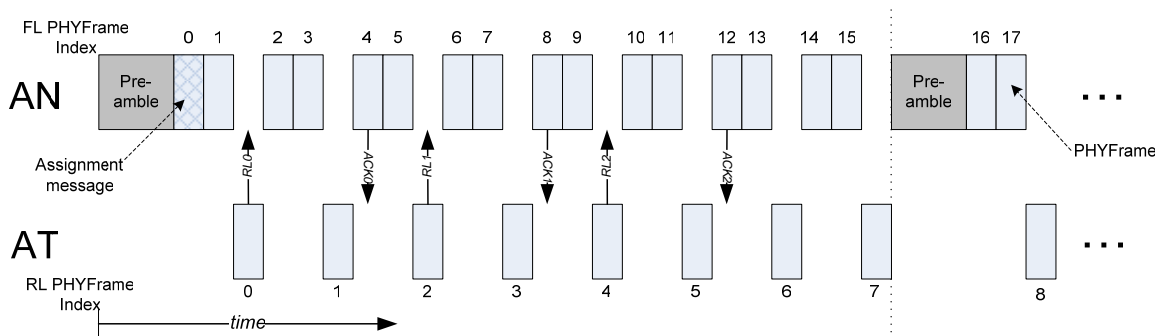 FL PHYFrame
Index
0 1 2 3 4 5 6 7 8 9 10 11 12 13 14 15 16 17
AN
Pre-
amble
Pre-
amble
...
Assignment
message
RL0
ACK0
RL1
ACK1
RL2
ACK2
PHYFrame
AT
...
RL PHYFrame
Index
0 1 2 3 4 5 6 7 8
time